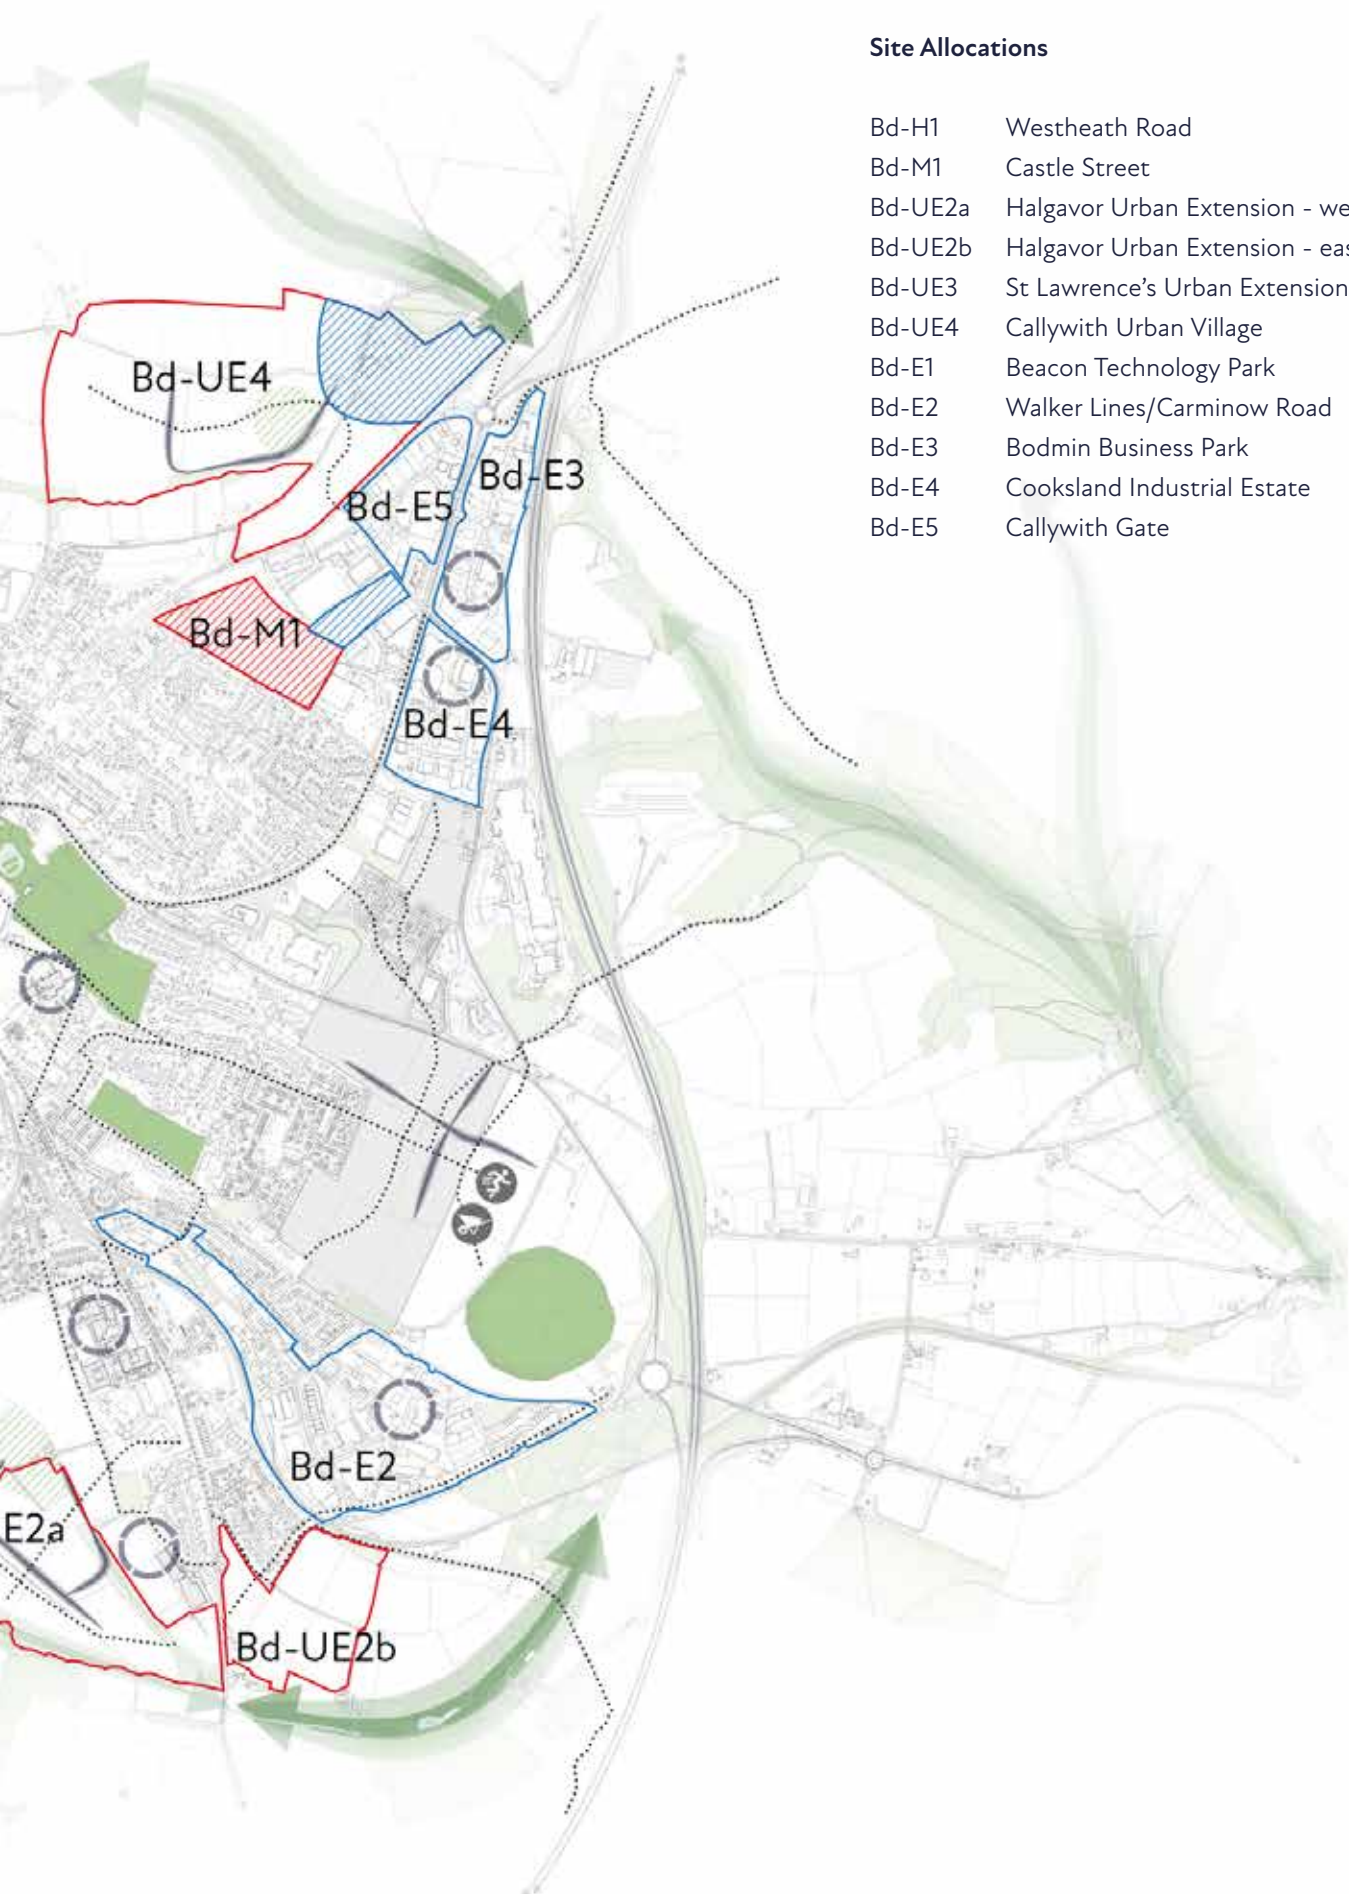 Site Allocations
Bd-H1 Westheath Road
Bd-M1 Castle Street
Bd-UE2a Halgavor Urban Extension - we
Bd-UE2b Halgavor Urban Extension - eas
Bd-UE3 St Lawrence's Urban Extension
Bd-UE4 Callywith Urban Village
Bd-E1 Beacon Technology Park
Bd-E2 Walker Lines/Carminow Road
Bd-E3 Bodmin Business Park
Bd-E4 Cooksland Industrial Estate
Bd-E5 Callywith Gate
Bd-UE4
Bd-E3
Bd-E5
Bd-M1
Bd-E4
Bd-E2
E2a
Bd-UE2b